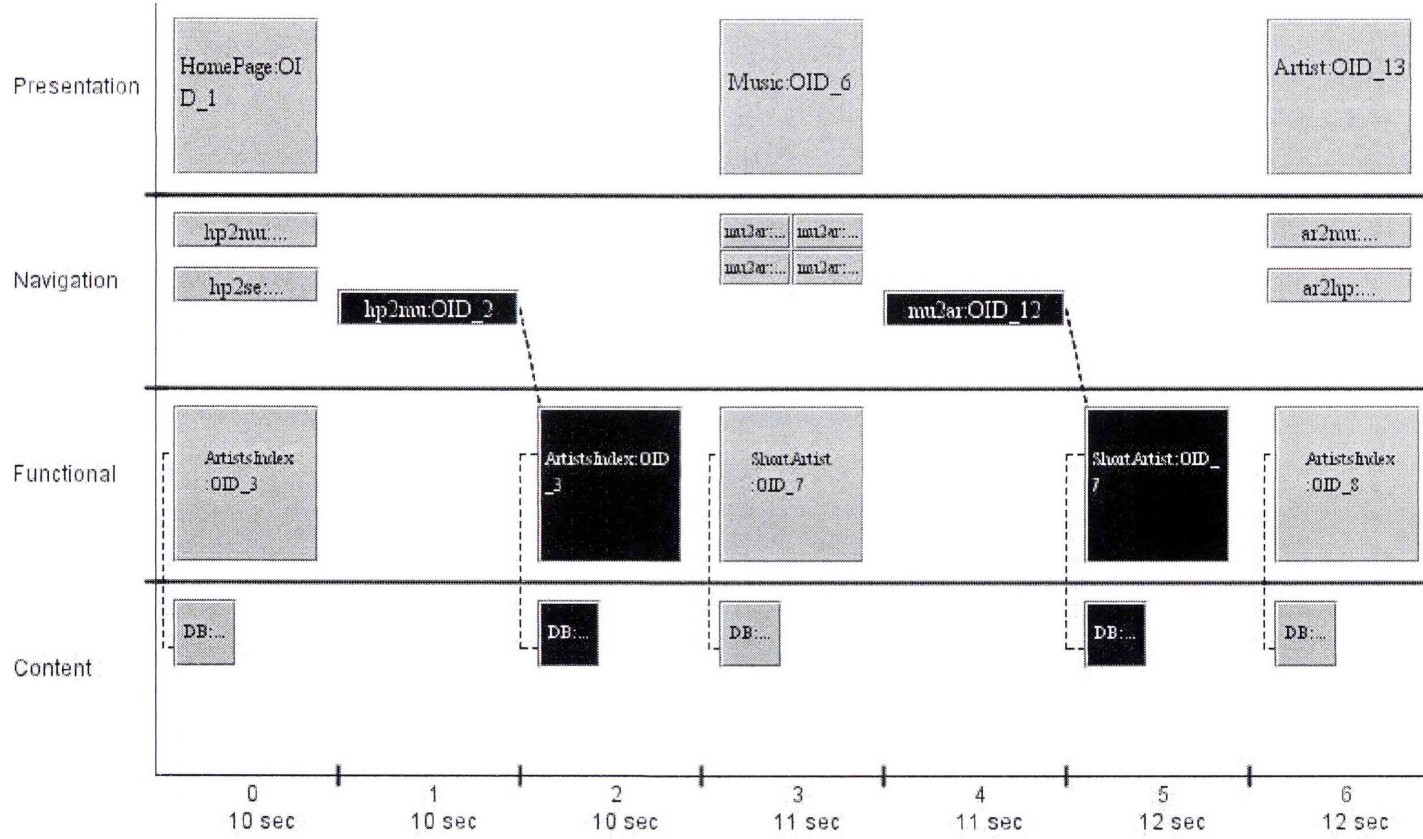 Presentation
HomePage:OI
D_1
Music:OID_6
Artist:OID_13
Navigation
hp2mu:...
hp2se:...
hp2mu:OID_2
mu2ar:...
mu2ar:...
mu2ar:...
mu2ar:...
mu2ar:OID_12
ar2mu:...
ar2hp:...
Functional
ArtistsIndex
:OID_3
ArtistsIndex:OID
_3
ShortArtist
:OID_7
ShortArtist:OID_
7
ArtistsIndex
:OID_8
Content
DB:...
DB:...
DB:...
DB:...
DB:...
0
1
2
3
4
5
6
10 sec
10 sec
10 sec
11 sec
11 sec
12 sec
12 sec